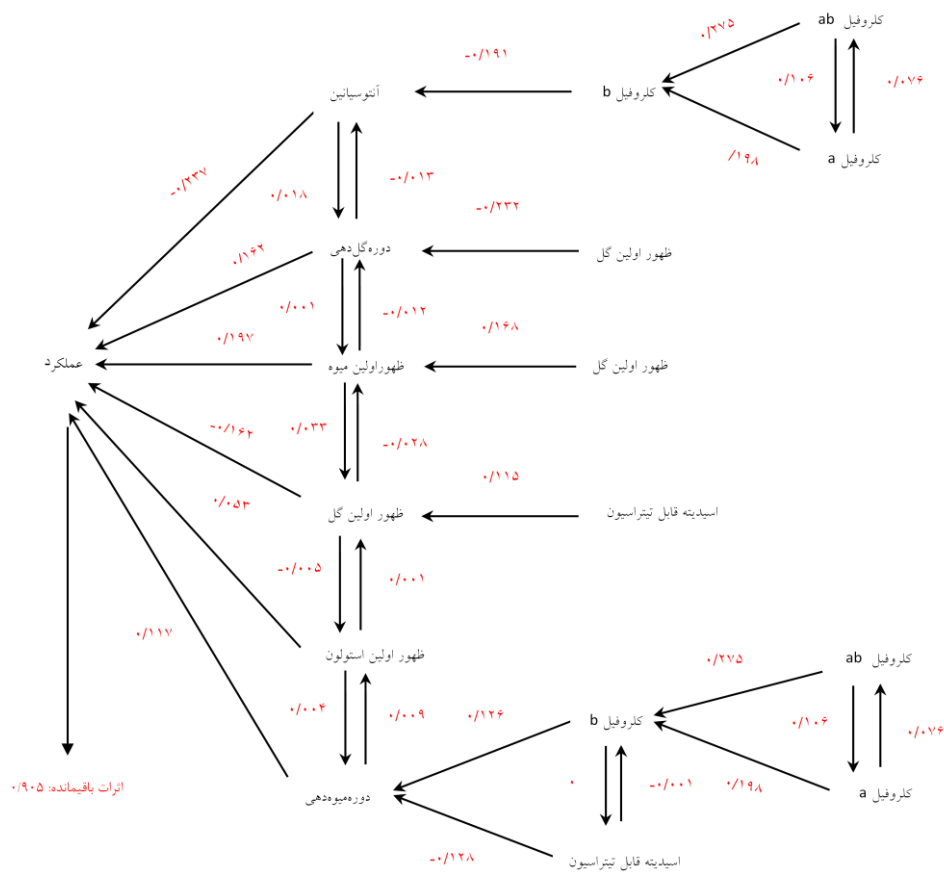 کلروفیل ab
۰/۲۷۵
-۰/۱۹۱
۰/۱۰۶
۰/۰۷۶
آنتوسیانین
کلروفیل b
/۱۹۸
کلروفیل a
-۰/۲۳۷
۰/۰۱۸
-۰/۰۱۳
-۰/۲۳۲
دوره‌گل‌دهی
ظهور اولین گل
۰/۱۶۲
۰/۰۰۱
-۰/۰۱۲
۰/۱۶۸
۰/۱۹۷
عملکرد
ظهوراولین میوه
ظهور اولین گل
-۰/۱۶۲
۰/۰۳۳
-۰/۰۲۸
۰/۱۱۵
۰/۰۵۳
ظهور اولین گل
اسیدیته قابل تیتراسیون
-۰/۰۰۵
۰/۰۰۱
۰/۱۱۷
ظهور اولین استولون
کلروفیل ab
۰/۲۷۵
۰/۰۰۴
۰/۰۰۹
۰/۱۲۶
کلروفیل b
۰/۱۰۶
۰/۰۷۶
اثرات باقیمانده: ۰/۹۰۵
دوره‌میوه‌دهی
۰
-۰/۰۰۱
۰/۱۹۸
کلروفیل a
-۰/۱۲۸
اسیدیته قابل تیتراسیون